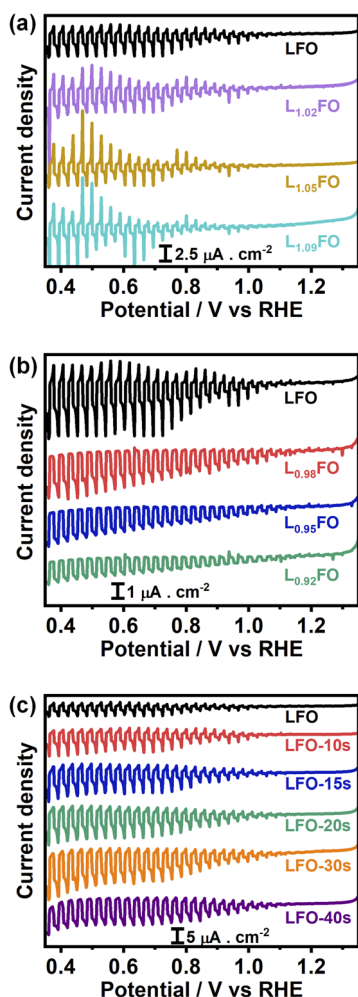 (a)
Current density
LFO
L₁.₀₂FO
L₁.₀₅FO
L₁.₀₉FO
2.5 μA . cm⁻²
0.4 0.6 0.8 1.0 1.2
Potential / V vs RHE
(b)
Current density
LFO
L₀.₉₈FO
L₀.₉₅FO
L₀.₉₂FO
1 μA . cm⁻²
0.4 0.6 0.8 1.0 1.2
Potential / V vs RHE
(c)
Current density
LFO
LFO-10s
LFO-15s
LFO-20s
LFO-30s
LFO-40s
5 μA . cm⁻²
0.4 0.6 0.8 1.0 1.2
Potential / V vs RHE